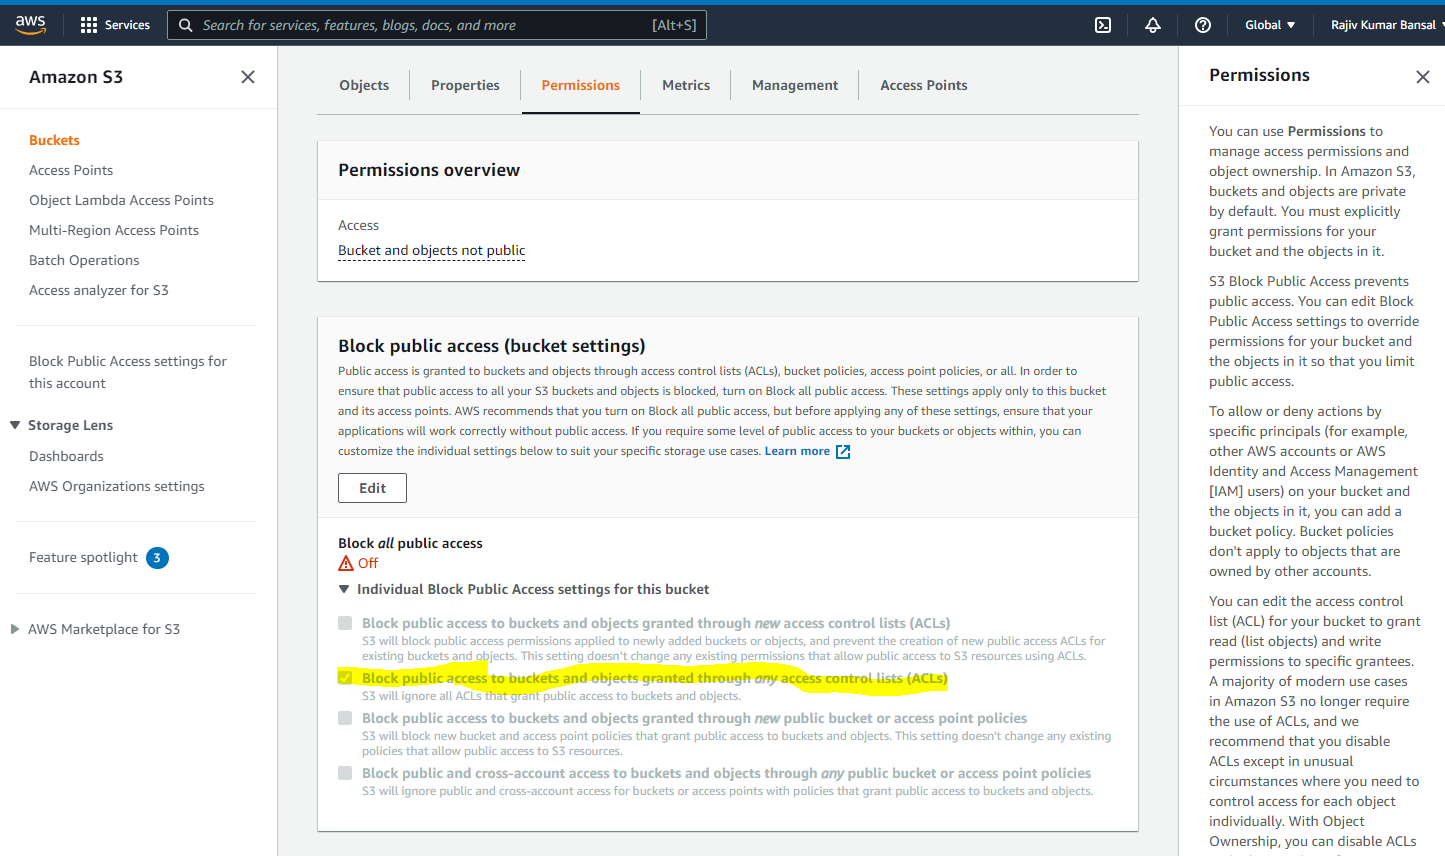 aws
Services
Search for services, features, blogs, docs, and more
[Alt+S]
Global
Rajiv Kumar Bansal
Amazon S3
Buckets
Access Points
Object Lambda Access Points
Multi-Region Access Points
Batch Operations
Access analyzer for S3
Block Public Access settings for
this account
Storage Lens
Dashboards
AWS Organizations settings
Feature spotlight 3
AWS Marketplace for S3
Objects
Properties
Permissions
Metrics
Management
Access Points
Permissions overview
Access
Bucket and objects not public
Block public access (bucket settings)
Public access is granted to buckets and objects through access control lists (ACLs), bucket policies, access point policies, or all. In order to
ensure that public access to all your S3 buckets and objects is blocked, turn on Block all public access. These settings apply only to this bucket
and its access points. AWS recommends that you turn on Block all public access, but before applying any of these settings, ensure that your
applications will work correctly without public access. If you require some level of public access to your buckets or objects within, you can
customize the individual settings below to suit your specific storage use cases. Learn more
Edit
Block all public access
Off
Individual Block Public Access settings for this bucket
Block public access to buckets and objects granted through new access control lists (ACLs)
S3 will block public access permissions applied to newly added buckets or objects, and prevent the creation of new public access ACLs for
existing buckets and objects. This setting doesn't change any existing permissions that allow public access to S3 resources using ACLs.
Block public access to buckets and objects granted through any access control lists (ACLs)
S3 will ignore all ACLs that grant public access to buckets and objects.
Block public access to buckets and objects granted through new public bucket or access point policies
S3 will block new bucket and access point policies that grant public access to buckets and objects. This setting doesn't change any existing
policies that allow public access to S3 resources.
Block public and cross-account access to buckets and objects through any public bucket or access point policies
S3 will ignore public and cross-account access for buckets or access points with policies that grant public access to buckets and objects.
Permissions
You can use Permissions to
manage access permissions and
object ownership. In Amazon S3,
buckets and objects are private
by default. You must explicitly
grant permissions for your
bucket and the objects in it.
S3 Block Public Access prevents
public access. You can edit Block
Public Access settings to override
permissions for your bucket and
the objects in it so that you limit
public access.
To allow or deny actions by
specific principals (for example,
other AWS accounts or AWS
Identity and Access Management
[IAM] users) on your bucket and
the objects in it, you can add a
bucket policy. Bucket policies
don't apply to objects that are
owned by other accounts.
You can edit the access control
list (ACL) for your bucket to grant
read (list objects) and write
permissions to specific grantees.
A majority of modern use cases
in Amazon S3 no longer require
the use of ACLs, and we
recommend that you disable
ACLs except in unusual
circumstances where you need to
control access for each object
individually. With Object
Ownership, you can disable ACLs